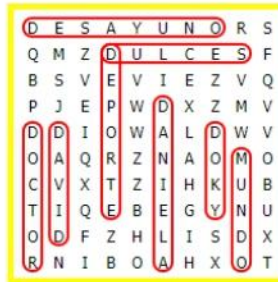 D E S A Y U N O R S
Q M Z D U L C E S F
B S V E V I E Z V Q
P J E P W D X Z M V
D D I O W A L D W V
O A Q R Z N A O M O
C V X T Z I H K U B
T I Q E B E G Y N U
O D F Z H L I S D X
R N I B O A H X O T